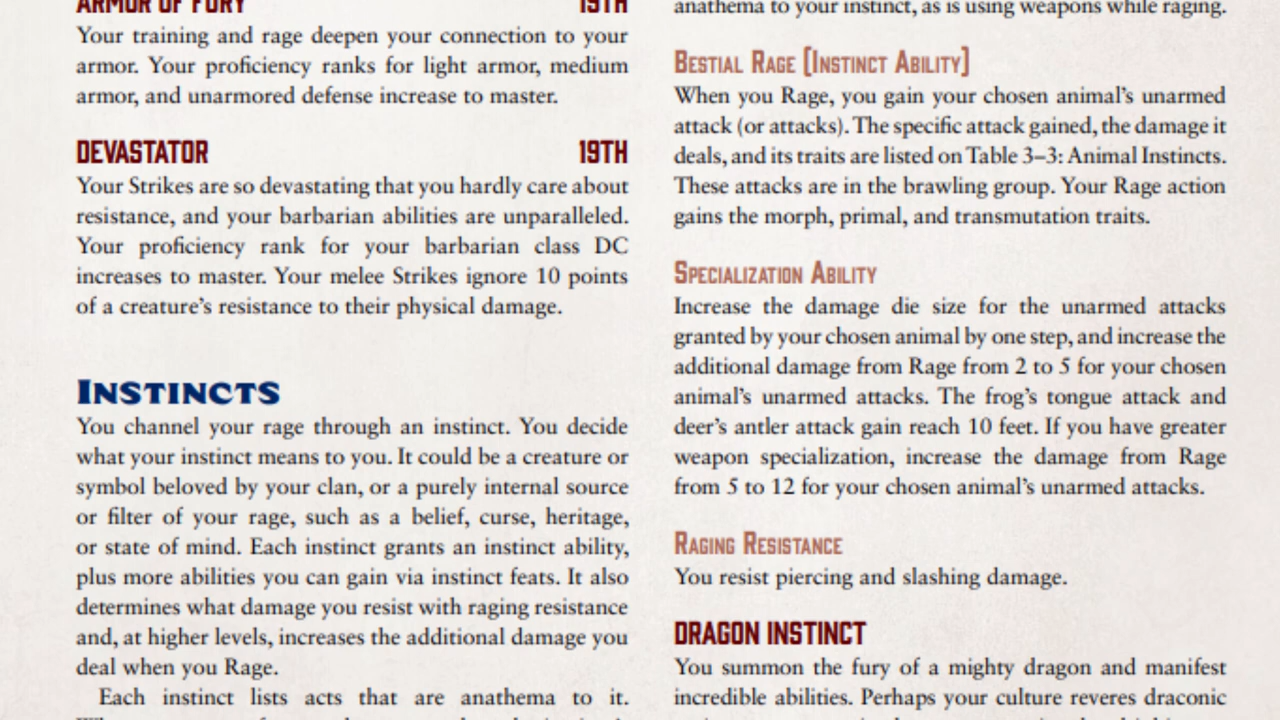 ARMOR OF FURY 19TH
Your training and rage deepen your connection to your
armor. Your proficiency ranks for light armor, medium
armor, and unarmored defense increase to master.
DEVASTATOR 19TH
Your Strikes are so devastating that you hardly care about
resistance, and your barbarian abilities are unparalleled.
Your proficiency rank for your barbarian class DC
increases to master. Your melee Strikes ignore 10 points
of a creature's resistance to their physical damage.
INSTINCTS
You channel your rage through an instinct. You decide
what your instinct means to you. It could be a creature or
symbol beloved by your clan, or a purely internal source
or filter of your rage, such as a belief, curse, heritage,
or state of mind. Each instinct grants an instinct ability,
plus more abilities you can gain via instinct feats. It also
determines what damage you resist with raging resistance
and, at higher levels, increases the additional damage you
deal when you Rage.
Each instinct lists acts that are anathema to it.
anathema to your instinct, as is using weapons while raging.
BESTIAL RAGE (INSTINCT ABILITY)
When you Rage, you gain your chosen animal's unarmed
attack (or attacks). The specific attack gained, the damage it
deals, and its traits are listed on Table 3–3: Animal Instincts.
These attacks are in the brawling group. Your Rage action
gains the morph, primal, and transmutation traits.
SPECIALIZATION ABILITY
Increase the damage die size for the unarmed attacks
granted by your chosen animal by one step, and increase the
additional damage from Rage from 2 to 5 for your chosen
animal's unarmed attacks. The frog's tongue attack and
deer's antler attack gain reach 10 feet. If you have greater
weapon specialization, increase the damage from Rage
from 5 to 12 for your chosen animal's unarmed attacks.
RAGING RESISTANCE
You resist piercing and slashing damage.
DRAGON INSTINCT
You summon the fury of a mighty dragon and manifest
incredible abilities. Perhaps your culture reveres draconic